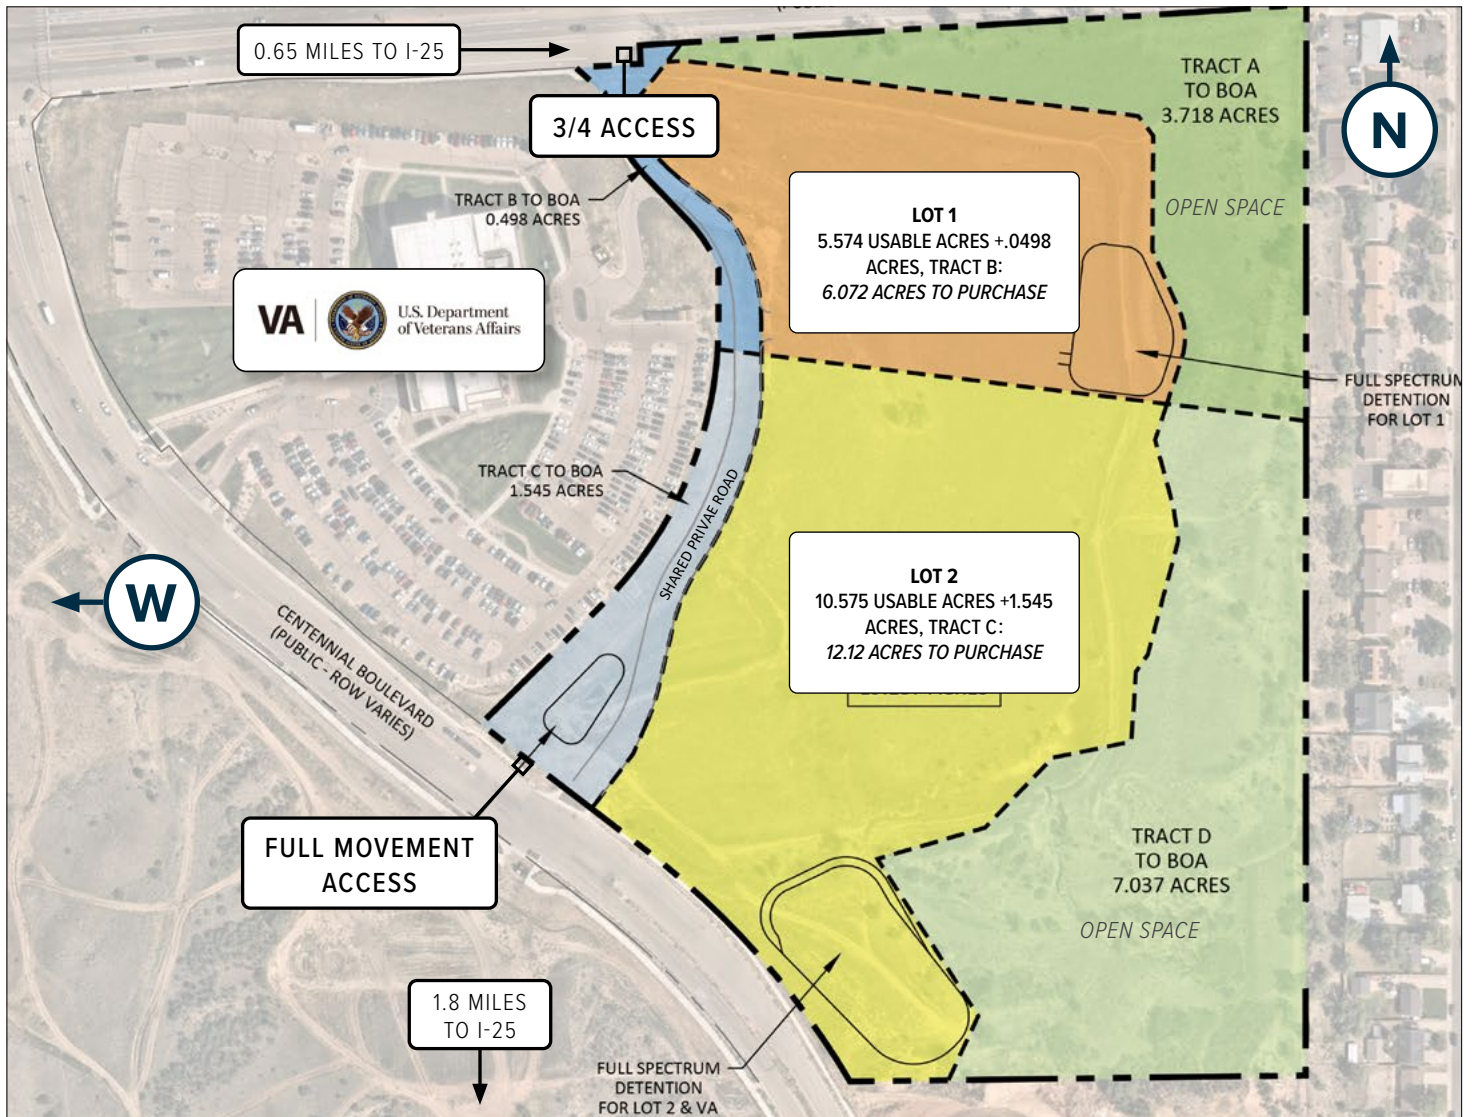 0.65 MILES TO I-25
3/4 ACCESS
TRACT A
TO BOA
3.718 ACRES
N
OPEN SPACE
TRACT B TO BOA
0.498 ACRES
LOT 1
5.574 USABLE ACRES +.0498
ACRES, TRACT B:
6.072 ACRES TO PURCHASE
VA
U.S. Department
of Veterans Affairs
FULL SPECTRUM
DETENTION
FOR LOT 1
TRACT C TO BOA
1.545 ACRES
SHARED PRIVAE ROAD
W
CENTENNIAL BOULEVARD
(PUBLIC - ROW VARIES)
LOT 2
10.575 USABLE ACRES +1.545
ACRES, TRACT C:
12.12 ACRES TO PURCHASE
FULL MOVEMENT
ACCESS
TRACT D
TO BOA
7.037 ACRES
OPEN SPACE
1.8 MILES
TO I-25
FULL SPECTRUM
DETENTION
FOR LOT 2 & VA